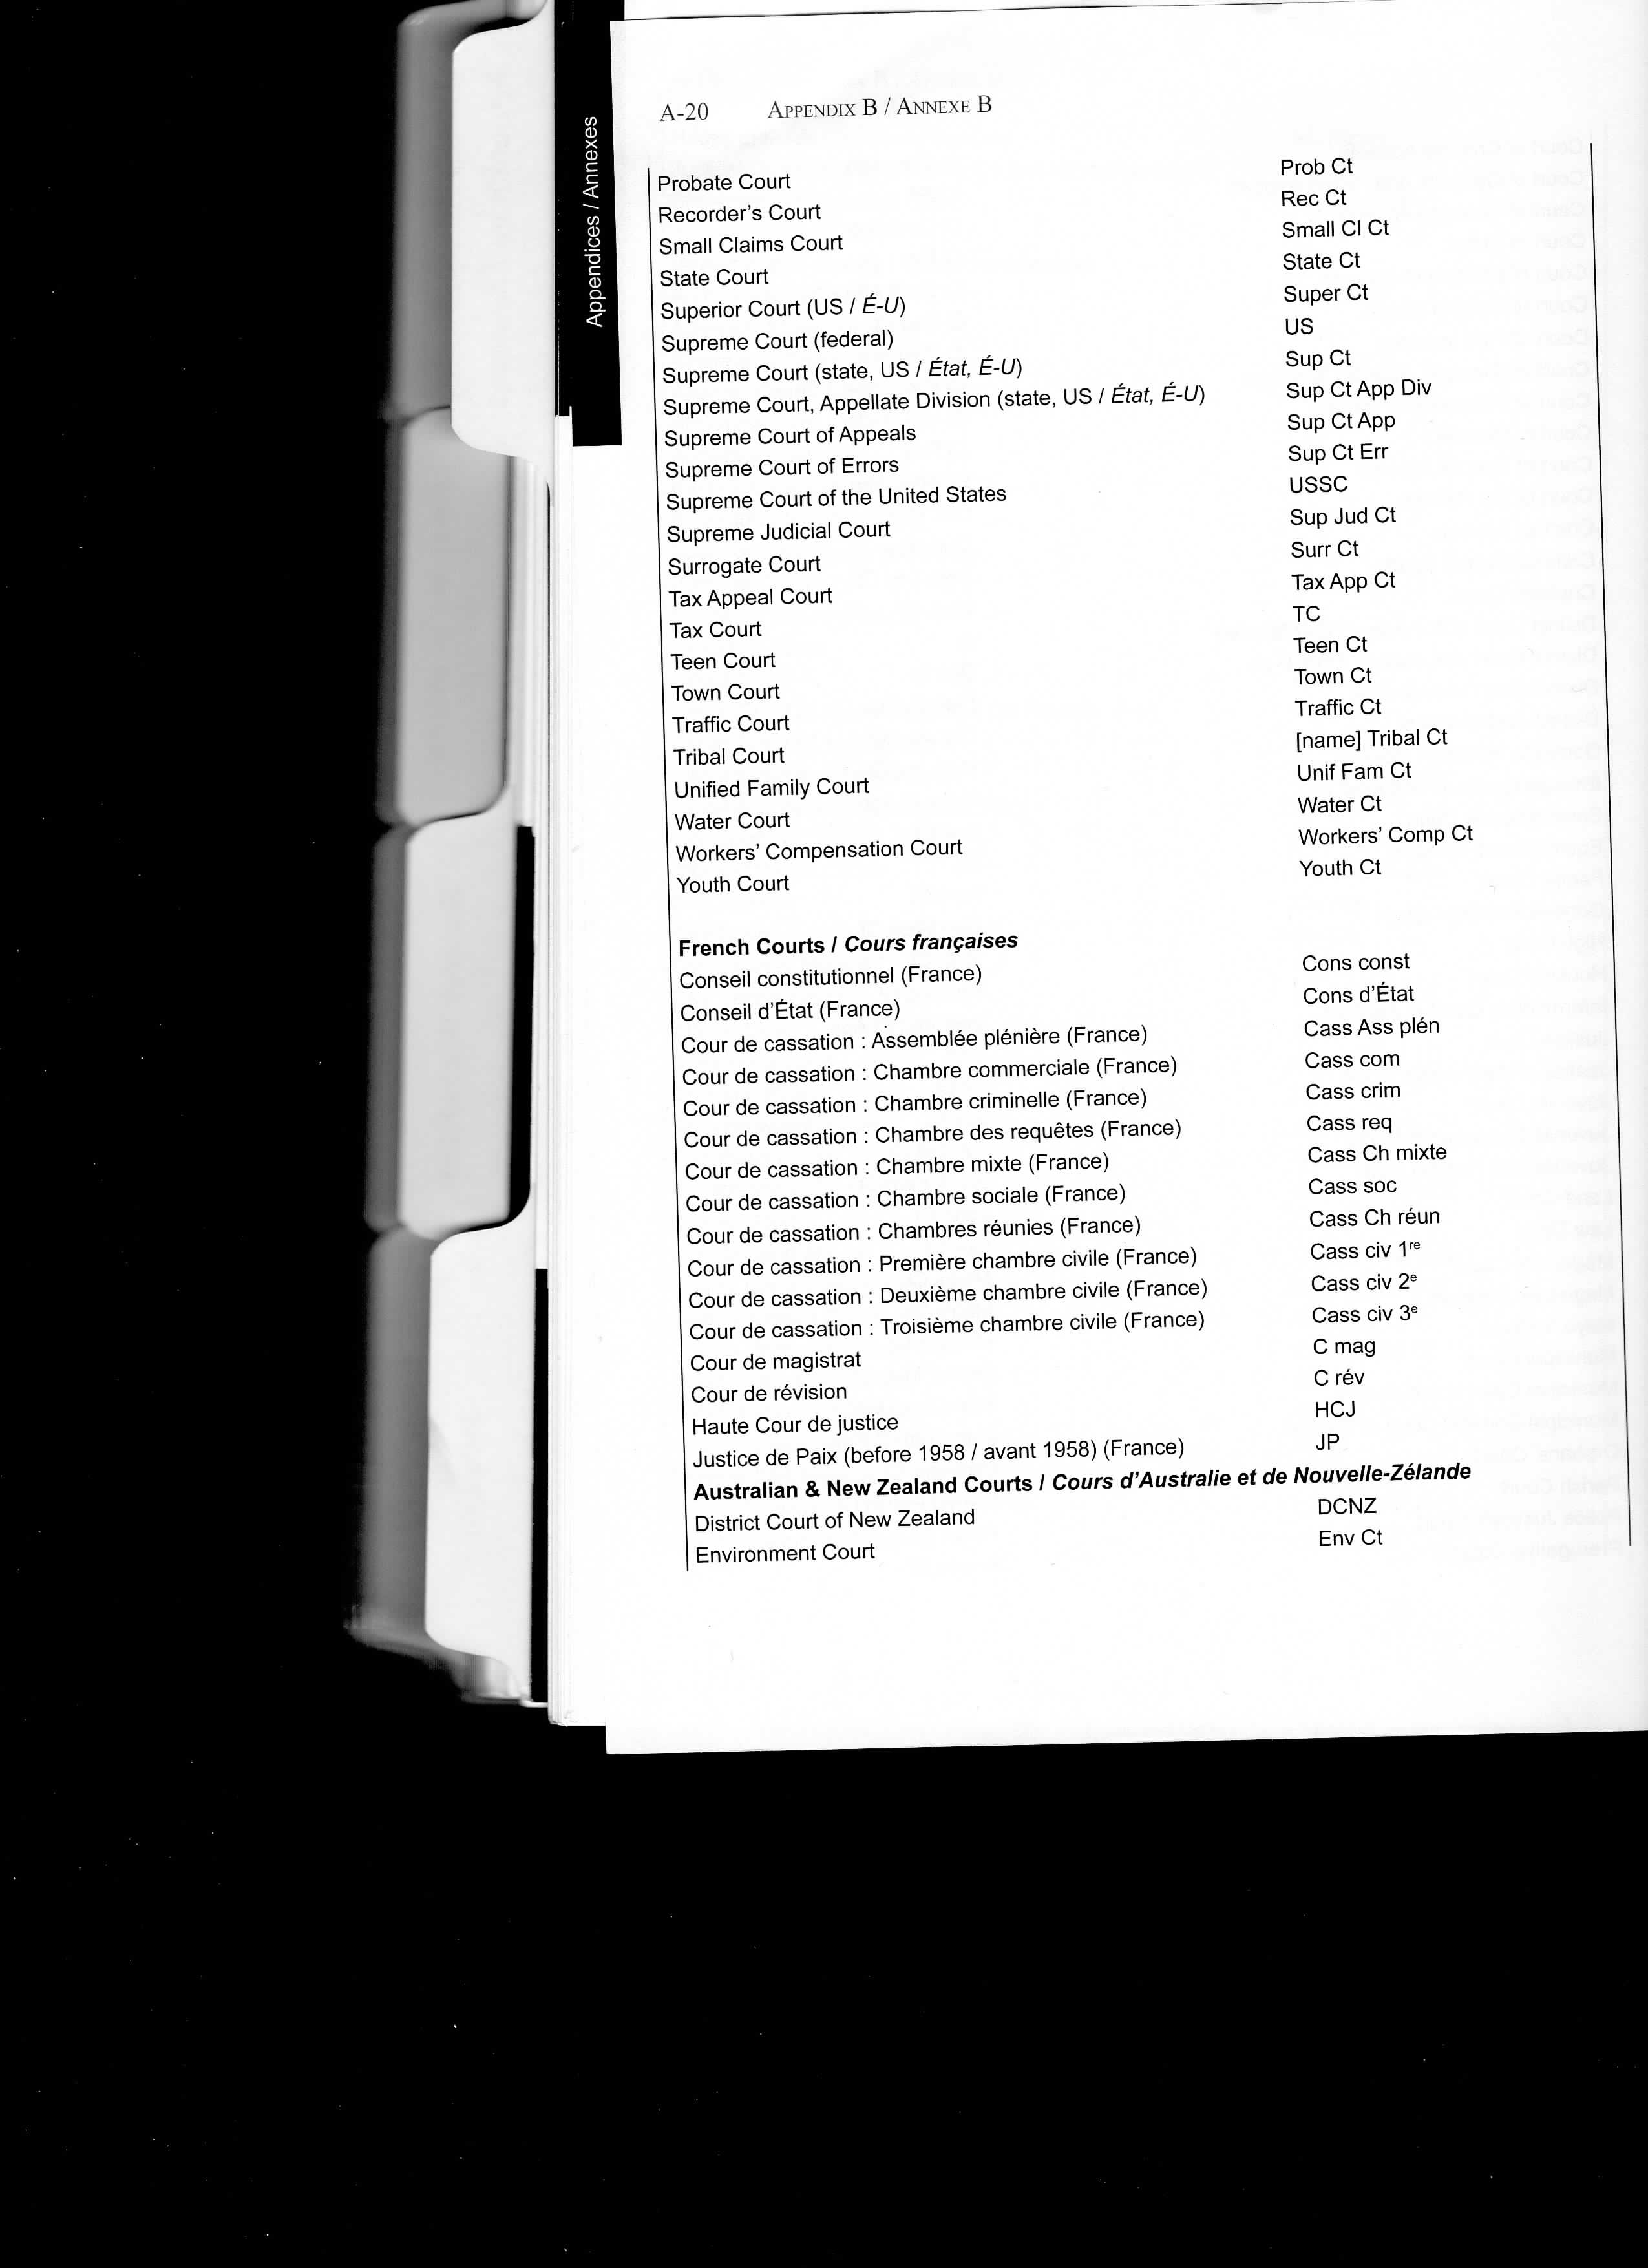 Appendices / Annexes
A-20 APPENDIX B / ANNEXE B
Probate Court Prob Ct
Recorder's Court Rec Ct
Small Claims Court Small Cl Ct
State Court State Ct
Superior Court (US / É-U) Super Ct
Supreme Court (federal) US
Supreme Court (state, US / État, É-U) Sup Ct
Supreme Court, Appellate Division (state, US / État, É-U) Sup Ct App Div
Supreme Court of Appeals Sup Ct App
Supreme Court of Errors Sup Ct Err
Supreme Court of the United States USSC
Supreme Judicial Court Sup Jud Ct
Surrogate Court Surr Ct
Tax Appeal Court Tax App Ct
Tax Court TC
Teen Court Teen Ct
Town Court Town Ct
Traffic Court Traffic Ct
Tribal Court [name] Tribal Ct
Unified Family Court Unif Fam Ct
Water Court Water Ct
Workers' Compensation Court Workers' Comp Ct
Youth Court Youth Ct
French Courts / Cours françaises
Conseil constitutionnel (France) Cons const
Conseil d'État (France) Cons d'État
Cour de cassation : Assemblée plénière (France) Cass Ass plén
Cour de cassation : Chambre commerciale (France) Cass com
Cour de cassation : Chambre criminelle (France) Cass crim
Cour de cassation : Chambre des requêtes (France) Cass req
Cour de cassation : Chambre mixte (France) Cass Ch mixte
Cour de cassation : Chambre sociale (France) Cass soc
Cour de cassation : Chambres réunies (France) Cass Ch réun
Cour de cassation : Première chambre civile (France) Cass civ 1re
Cour de cassation : Deuxième chambre civile (France) Cass civ 2e
Cour de cassation : Troisième chambre civile (France) Cass civ 3e
Cour de magistrat C mag
Cour de révision C rév
Haute Cour de justice HCJ
Justice de Paix (before 1958 / avant 1958) (France) JP
Australian & New Zealand Courts / Cours d'Australie et de Nouvelle-Zélande
District Court of New Zealand DCNZ
Environment Court Env Ct